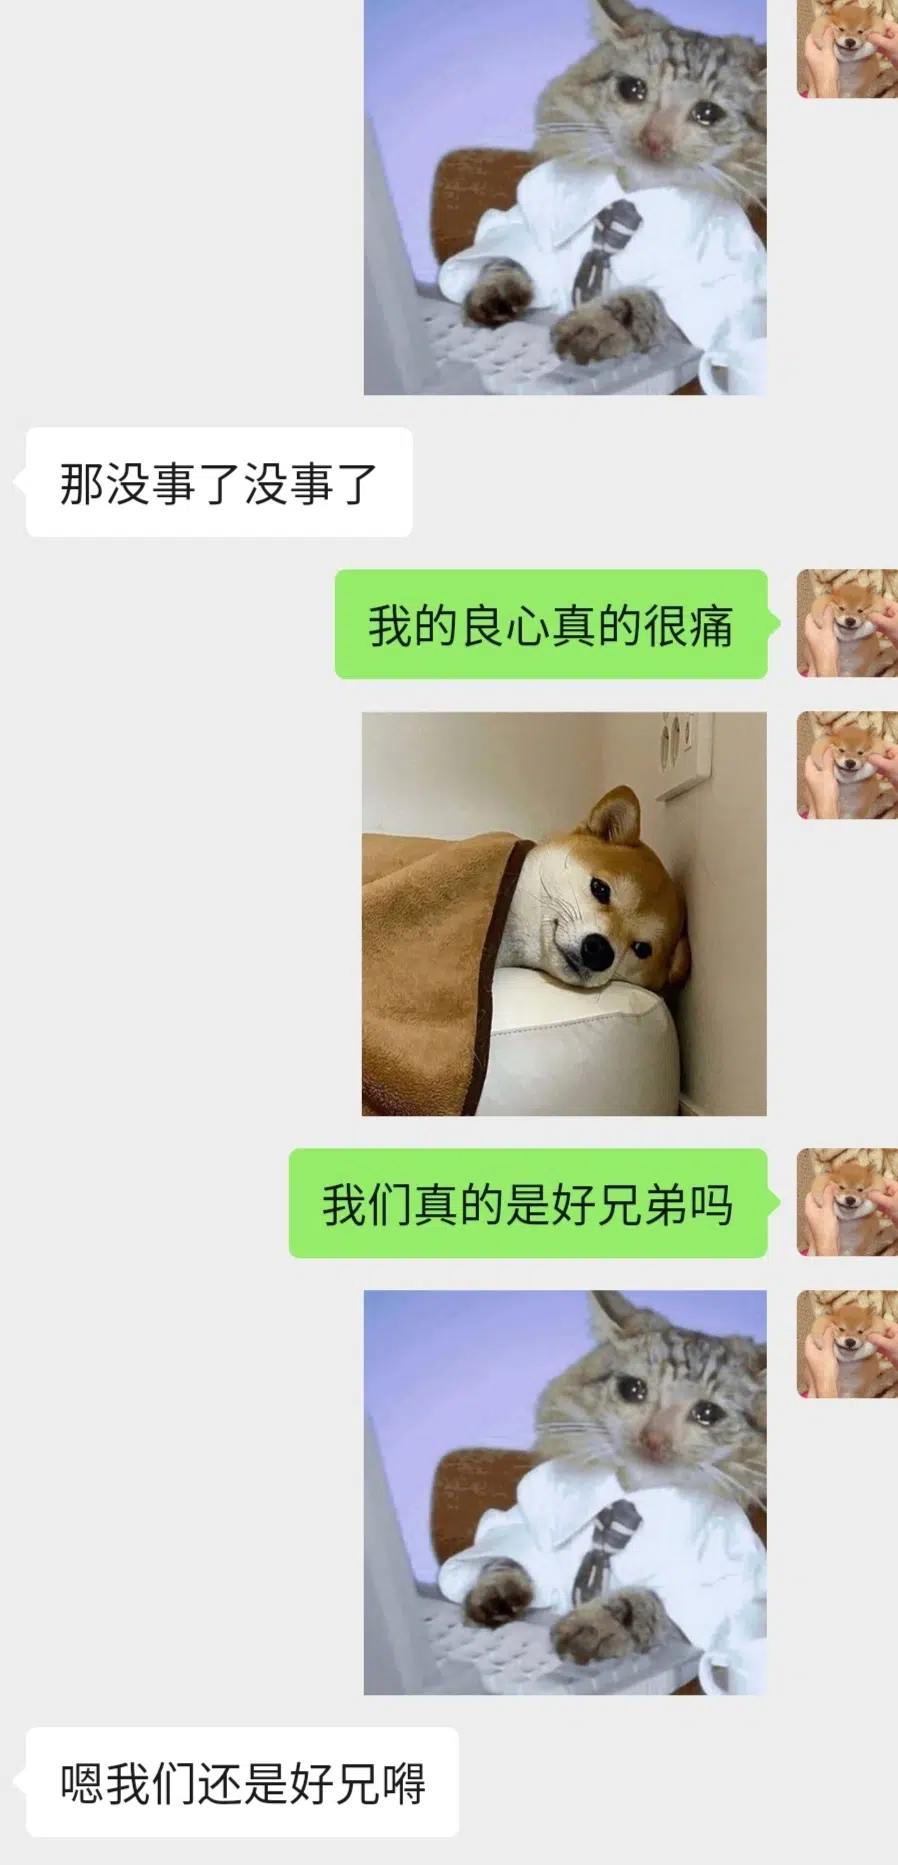 那没事了没事了
我的良心真的很痛
我们真的是好兄弟吗
嗯我们还是好兄嘚